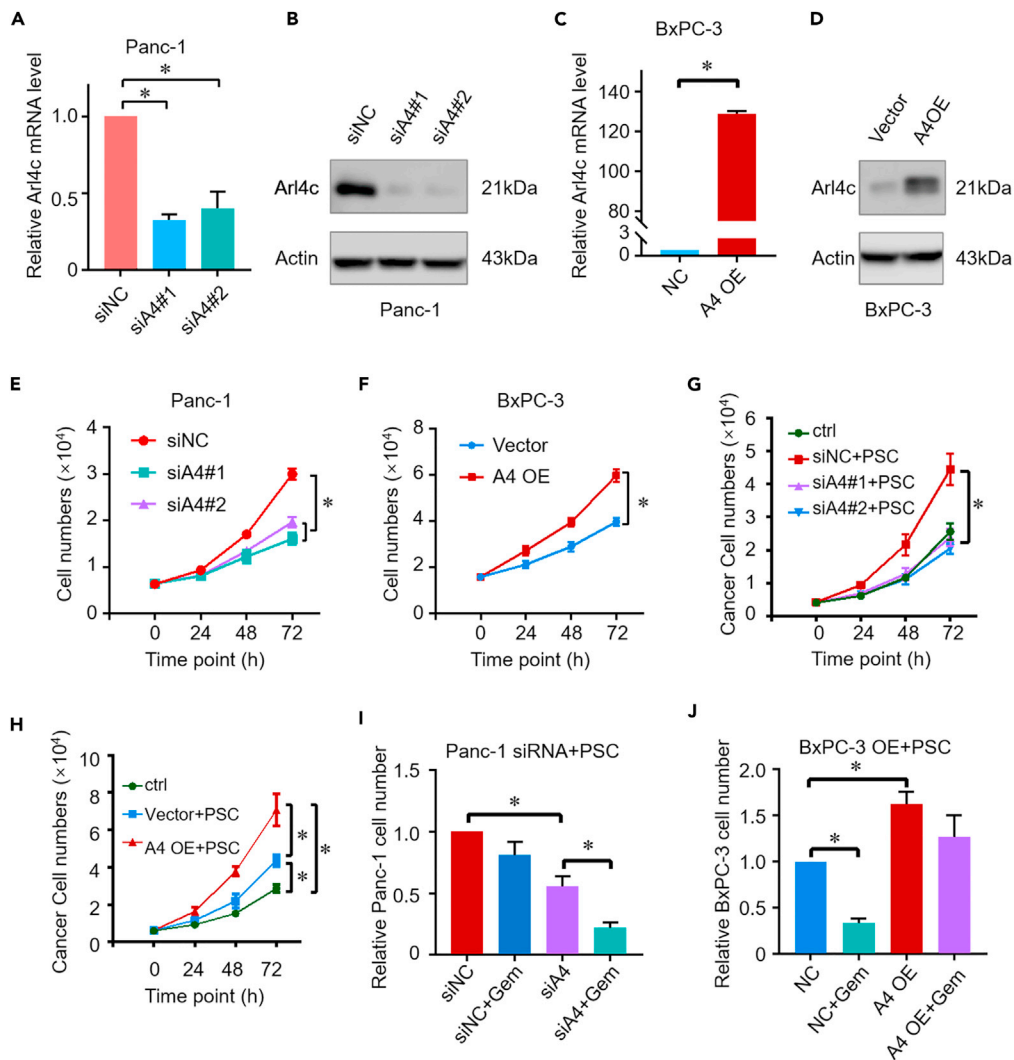 A
Panc-1
Relative Arl4c mRNA level
1.0
0.5
0
*
*
siNC
siA4#1
siA4#2
B
siNC
siA4#1
siA4#2
Arl4c
21kDa
Actin
43kDa
Panc-1
C
BxPC-3
Relative Arl4c mRNA level
140
120
100
80
3
0
*
NC
A4 OE
D
Vector
A4OE
Arl4c
21kDa
Actin
43kDa
BxPC-3
E
Panc-1
Cell numbers (×10⁴)
4
3
2
1
0
siNC
siA4#1
siA4#2
*
0 24 48 72
Time point (h)
F
BxPC-3
Cell numbers (×10⁴)
8
6
4
2
0
Vector
A4 OE
*
0 24 48 72
Time point (h)
G
Cancer Cell numbers (×10⁴)
6
5
4
3
2
1
0
ctrl
siNC+PSC
siA4#1+PSC
siA4#2+PSC
*
0 24 48 72
Time point (h)
H
Cancer Cell numbers (×10⁴)
10
8
6
4
2
0
ctrl
Vector+PSC
A4 OE+PSC
*
*
*
0 24 48 72
Time point (h)
I
Panc-1 siRNA+PSC
Relative Panc-1 cell number
1.5
1.0
0.5
0
*
*
siNC
siNC+Gem
siA4
siA4+Gem
J
BxPC-3 OE+PSC
Relative BxPC-3 cell number
2.0
1.5
1.0
0.5
0
*
*
NC
NC+Gem
A4 OE
A4 OE+Gem